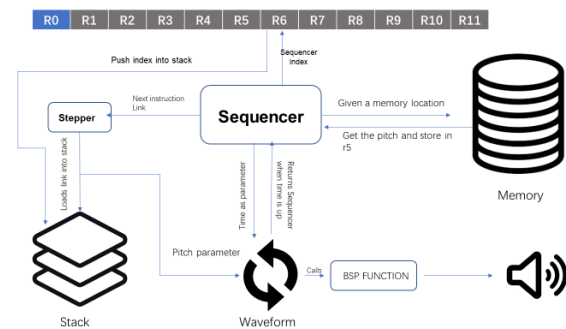 R0 R1 R2 R3 R4 R5 R6 R7 R8 R9 R10 R11
Push index into stack
Sequencer
index
Next instruction
Link
Stepper
Sequencer
Given a memory location
Get the pitch and store in
r5
Memory
Loads link into stack
Time as parameter
Returns Sequencer
when time is up
Pitch parameter
Calls
BSP FUNCTION
Stack
Waveform